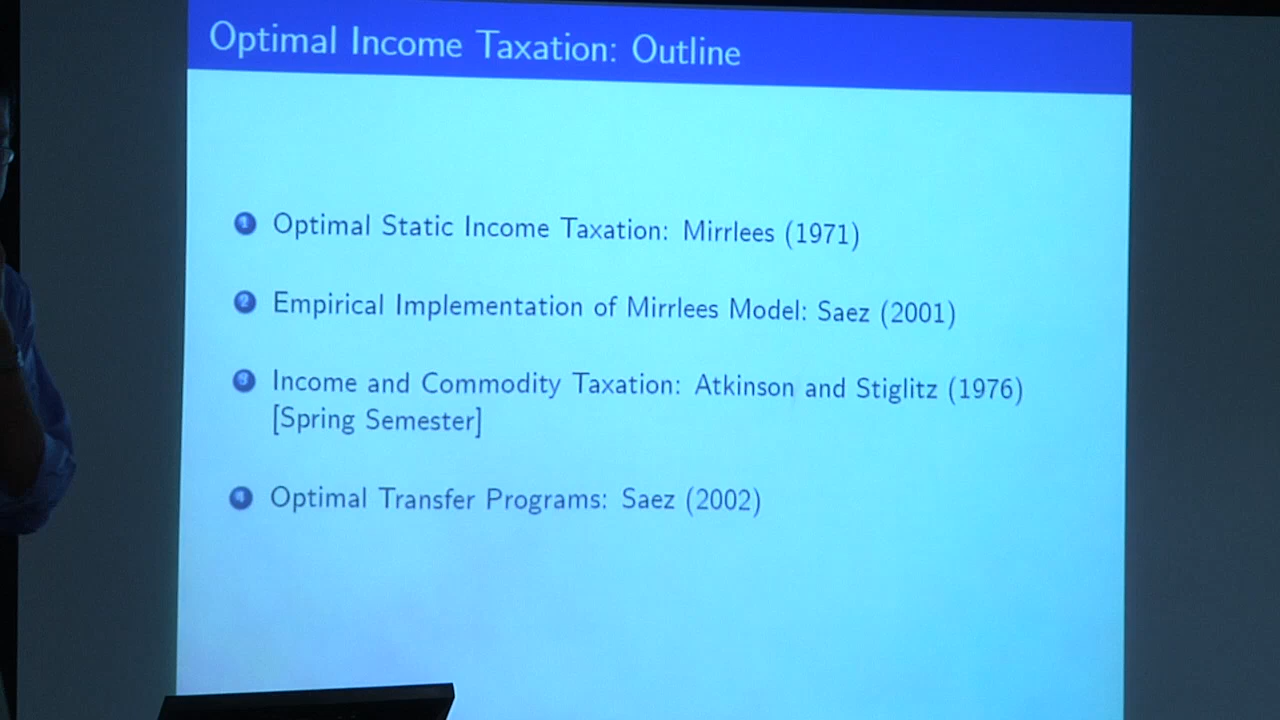 Optimal Income Taxation: Outline
1 Optimal Static Income Taxation: Mirrlees (1971)
2 Empirical Implementation of Mirrlees Model: Saez (2001)
3 Income and Commodity Taxation: Atkinson and Stiglitz (1976)
[Spring Semester]
4 Optimal Transfer Programs: Saez (2002)